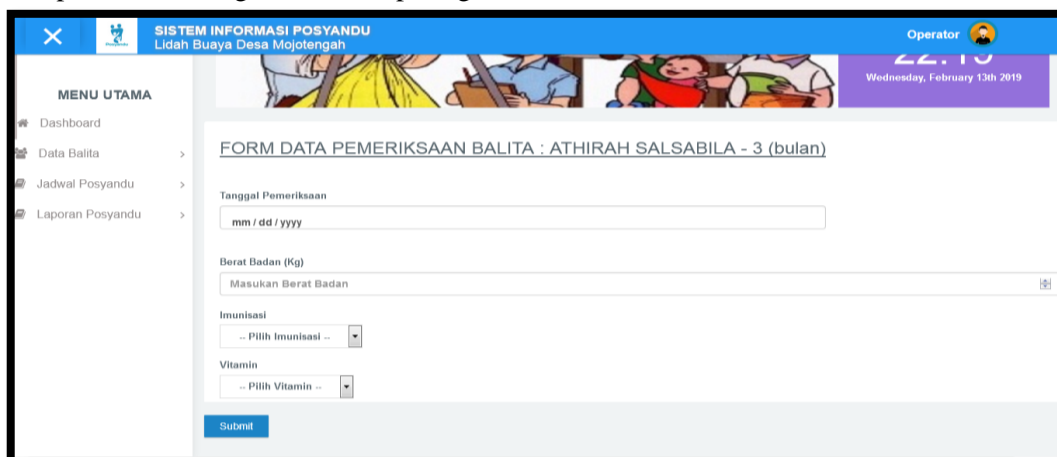 SISTEM INFORMASI POSYANDU
Lidah Buaya Desa Mojotengah
Operator
22:19
Wednesday, February 13th 2019
MENU UTAMA
Dashboard
Data Balita
Jadwal Posyandu
Laporan Posyandu
FORM DATA PEMERIKSAAN BALITA : ATHIRAH SALSABILA - 3 (bulan)
Tanggal Pemeriksaan
mm / dd / yyyy
Berat Badan (Kg)
Masukan Berat Badan
Imunisasi
-- Pilih Imunisasi --
Vitamin
-- Pilih Vitamin --
Submit